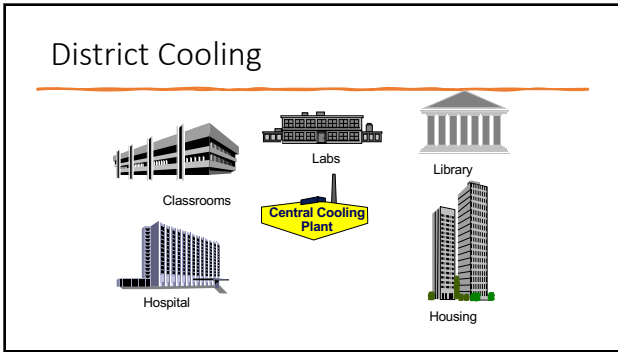 District Cooling
Labs
Library
Classrooms
Central Cooling
Plant
Hospital
Housing